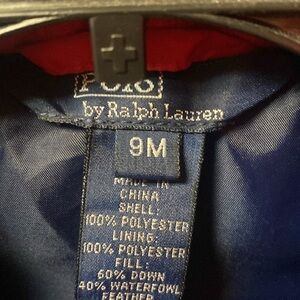 Polo
by Ralph Lauren
9M
MADE IN
CHINA
SHELL:
100% POLYESTER
LINING:
100% POLYESTER
FILL:
60% DOWN
40% WATERFOWL
FEATHER